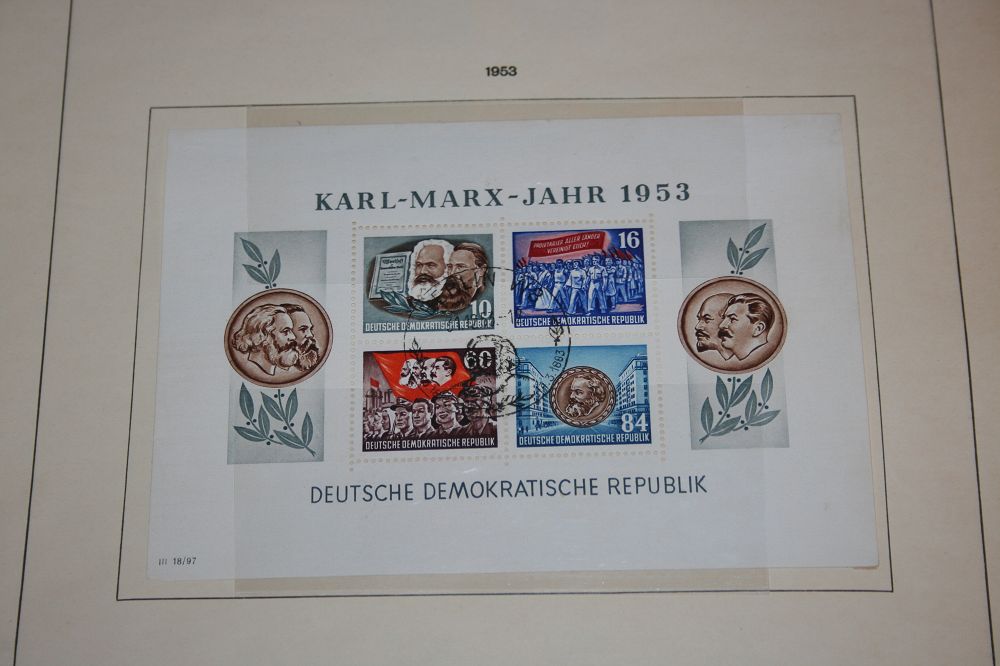 1953
KARL-MARX-JAHR 1953
10
DEUTSCHE DEMOKRATISCHE REPUBLIK
PROLETARIER ALLER LÄNDER
VEREINIGT EUCH!
16
DEUTSCHE DEMOKRATISCHE REPUBLIK
60
DEUTSCHE DEMOKRATISCHE REPUBLIK
84
DEUTSCHE DEMOKRATISCHE REPUBLIK
DEUTSCHE DEMOKRATISCHE REPUBLIK
III 18/97